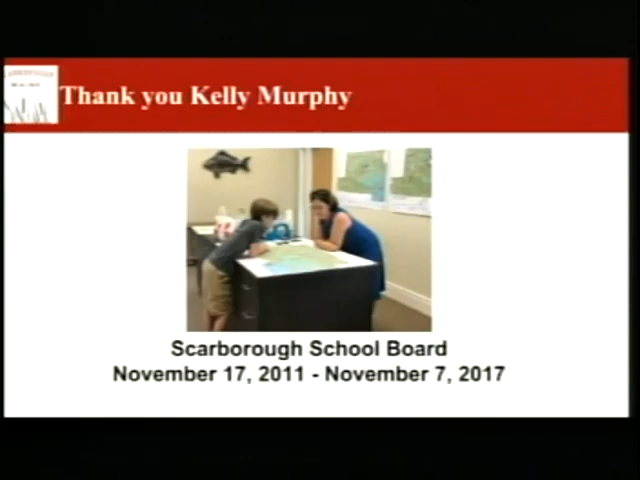 Thank you Kelly Murphy
Scarborough School Board
November 17, 2011 - November 7, 2017